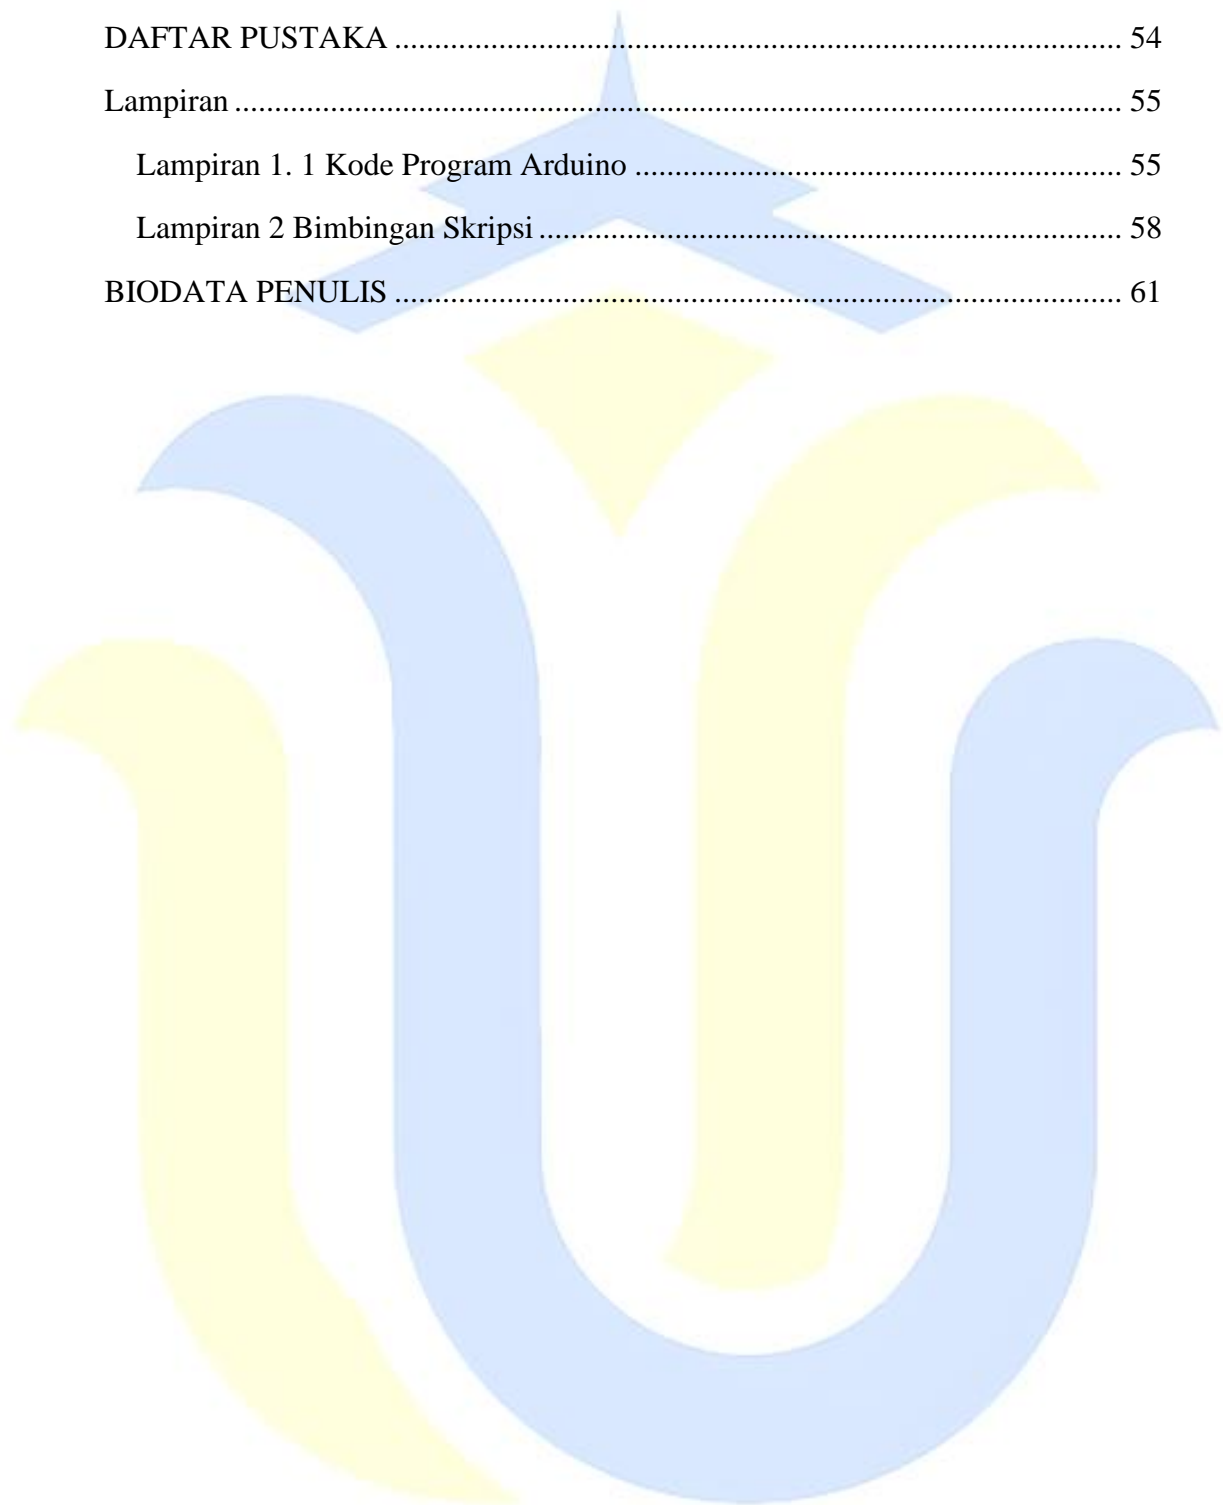 DAFTAR PUSTAKA ........................................................................................... 54
Lampiran ............................................................................................................... 55
Lampiran 1. 1 Kode Program Arduino ............................................................. 55
Lampiran 2 Bimbingan Skripsi ......................................................................... 58
BIODATA PENULIS ........................................................................................... 61